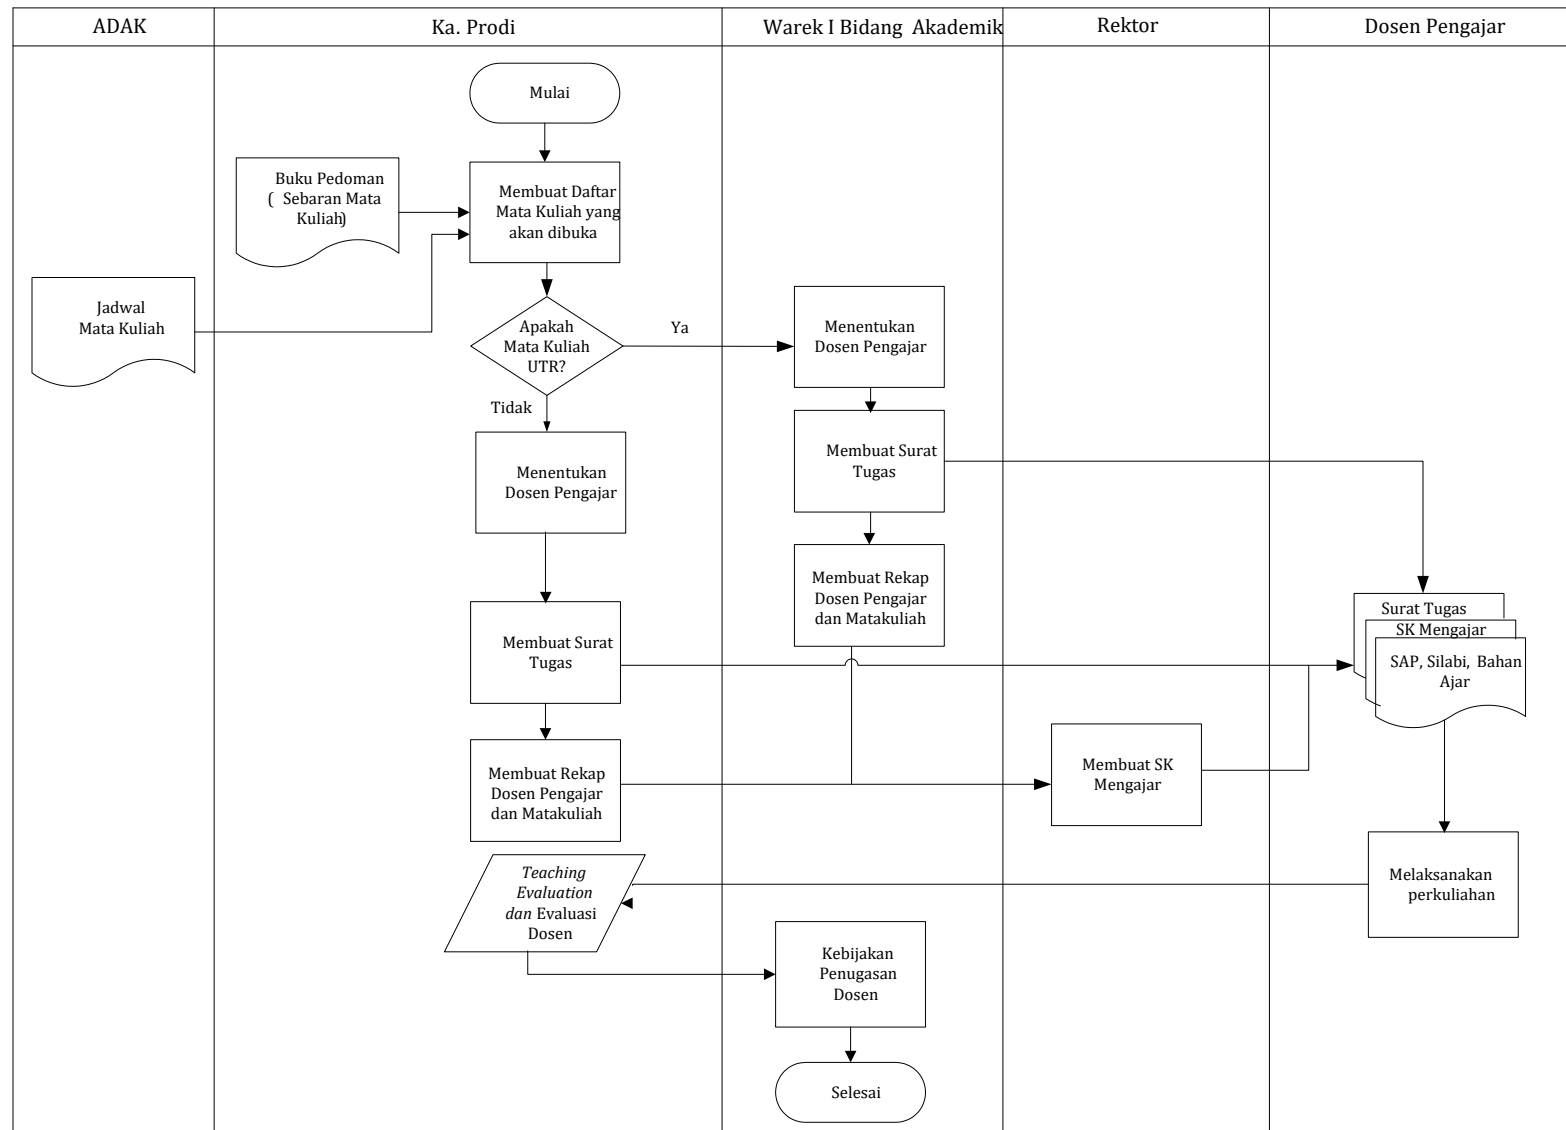 ADAK
Ka. Prodi
Warek I Bidang Akademik
Rektor
Dosen Pengajar
Mulai
Buku Pedoman
( Sebaran Mata
Kuliah)
Membuat Daftar
Mata Kuliah yang
akan dibuka
Jadwal
Mata Kuliah
Apakah
Mata Kuliah
UTR?
Ya
Tidak
Menentukan
Dosen Pengajar
Membuat Surat
Tugas
Menentukan
Dosen Pengajar
Membuat Rekap
Dosen Pengajar
dan Matakuliah
Surat Tugas
SK Mengajar
SAP, Silabi, Bahan
Ajar
Membuat Surat
Tugas
Membuat Rekap
Dosen Pengajar
dan Matakuliah
Membuat SK
Mengajar
Melaksanakan
perkuliahan
Teaching
Evaluation
dan Evaluasi
Dosen
Kebijakan
Penugasan
Dosen
Selesai